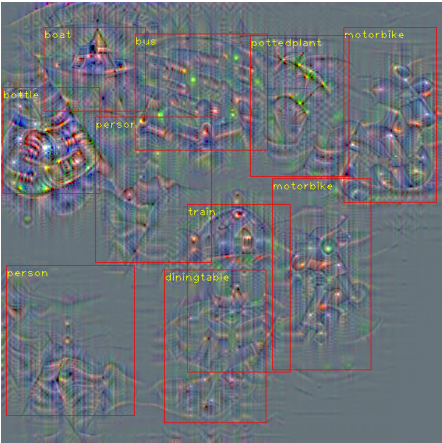 boat
bus
pottedplant
motorbike
bottle
person
motorbike
train
person
diningtable